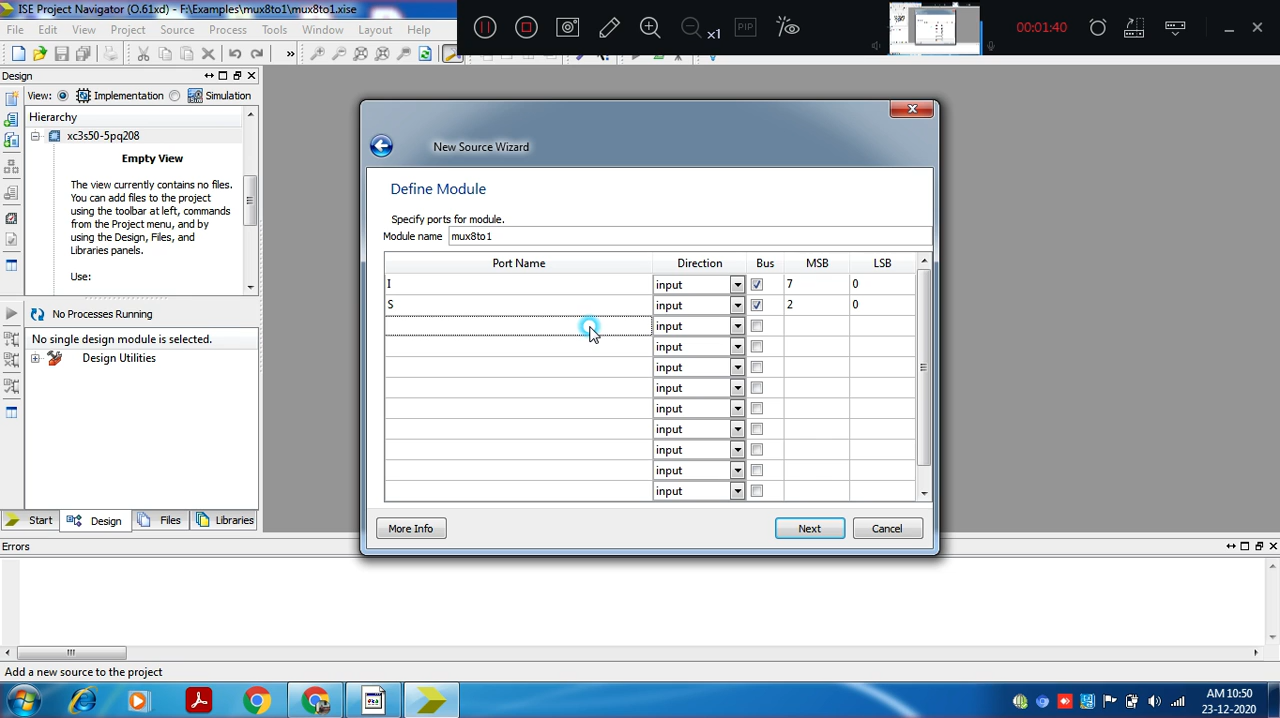 ISE Project Navigator (O.61xd) - F:\Examples\mux8to1\mux8to1.xise
File Edit View Project Source Process Tools Window Layout Help
x1
PIP
00:01:40
»
Design
View: Implementation Simulation
Hierarchy
xc3s50-5pq208
Empty View
The view currently contains no files.
You can add files to the project
using the toolbar at left, commands
from the Project menu, and by
using the Design, Files, and
Libraries panels.
Use:
No Processes Running
No single design module is selected.
Design Utilities
Start Design Files Libraries
New Source Wizard
Define Module
Specify ports for module.
Module name mux8to1
Port Name Direction Bus MSB LSB
I input 7 0
S input 2 0
input
input
input
input
input
input
input
input
input
More Info Next Cancel
Errors
Add a new source to the project
AM 10:50
23-12-2020